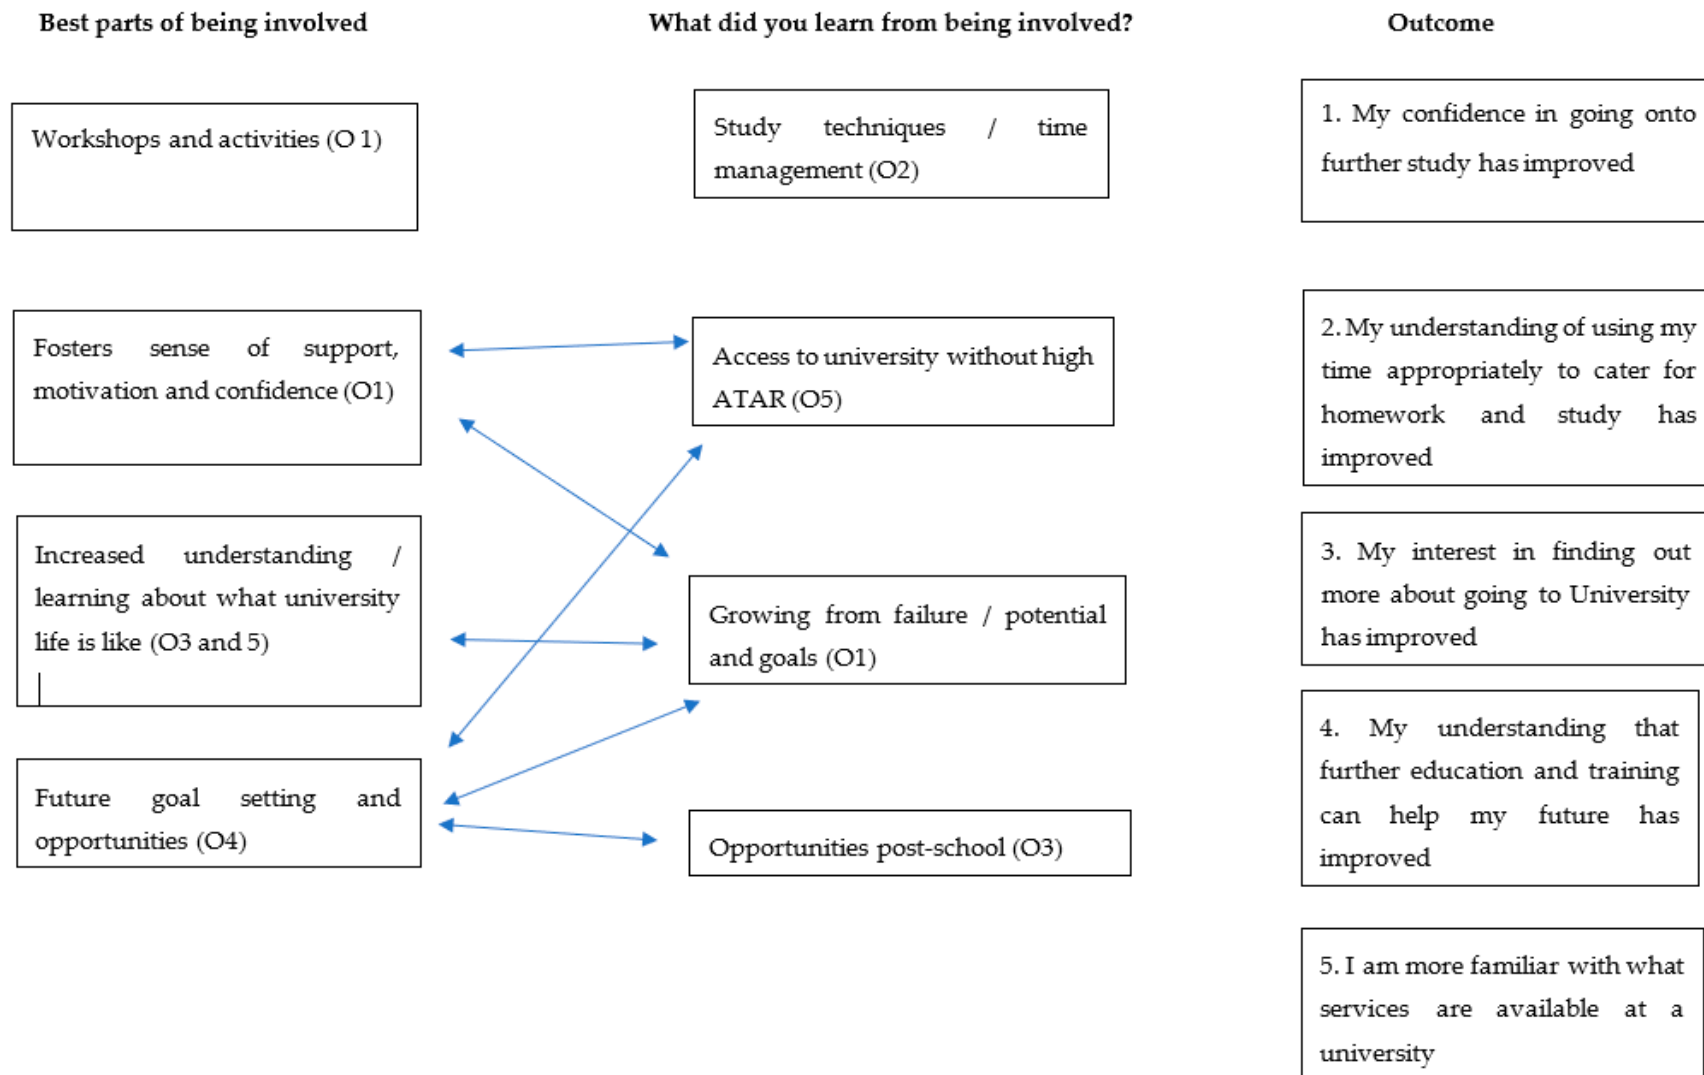 Best parts of being involved
What did you learn from being involved?
Outcome
Workshops and activities (O 1)
Fosters sense of support,
motivation and confidence (O1)
Increased understanding /
learning about what university
life is like (O3 and 5)
Future goal setting and
opportunities (O4)
Study techniques / time
management (O2)
Access to university without high
ATAR (O5)
Growing from failure / potential
and goals (O1)
Opportunities post-school (O3)
1. My confidence in going onto
further study has improved
2. My understanding of using my
time appropriately to cater for
homework and study has
improved
3. My interest in finding out
more about going to University
has improved
4. My understanding that
further education and training
can help my future has
improved
5. I am more familiar with what
services are available at a
university